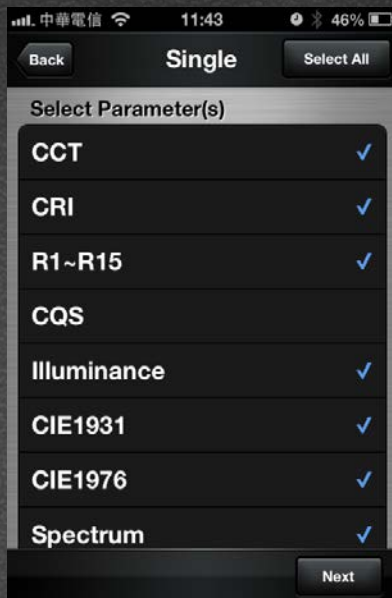 中華電信 11:43 46%
Back Single Select All
Select Parameter(s)
CCT
CRI
R1~R15
CQS
Illuminance
CIE1931
CIE1976
Spectrum
Next